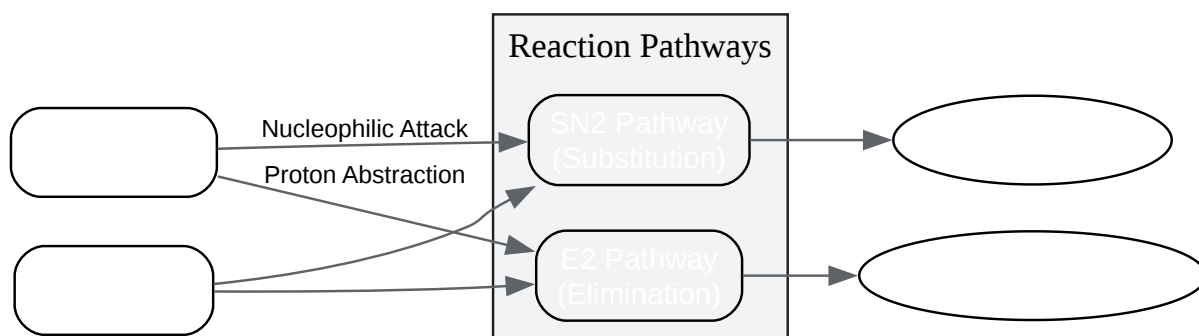 Reaction Pathways
Nucleophilic Attack
SN2 Pathway
(Substitution)
Proton Abstraction
E2 Pathway
(Elimination)